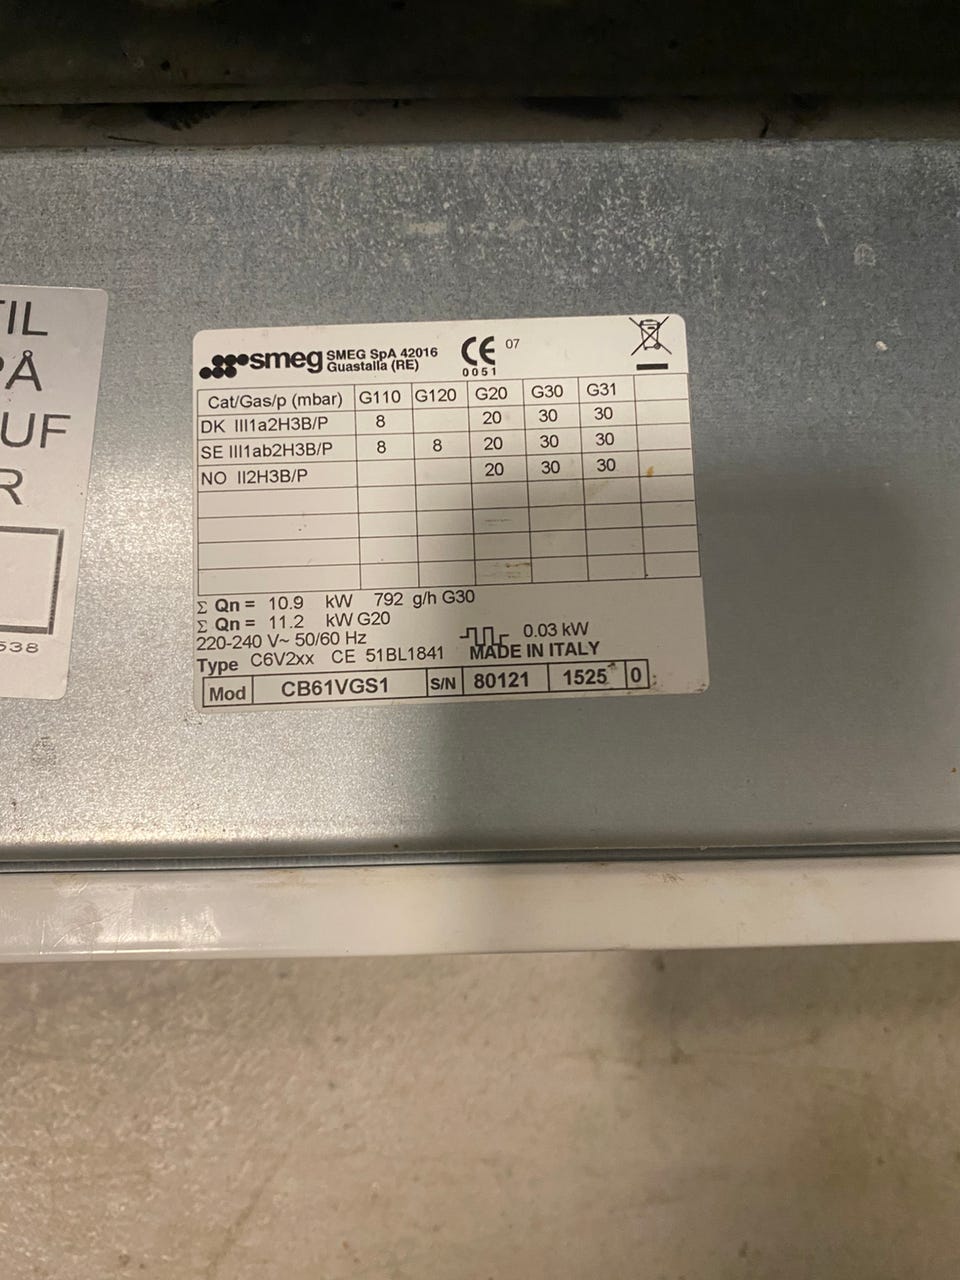 TIL
PÅ
UF
R
538
smeg SMEG SpA 42016
Guastalla (RE)
CE 07
0051
Cat/Gas/p (mbar) G110 G120 G20 G30 G31
DK III1a2H3B/P 8 20 30 30
SE III1ab2H3B/P 8 8 20 30 30
NO II2H3B/P 20 30 30
Σ Qn = 10.9 kW 792 g/h G30
Σ Qn = 11.2 kW G20
220-240 V~ 50/60 Hz 0.03 kW
Type C6V2xx CE 51BL1841 MADE IN ITALY
Mod CB61VGS1 S/N 80121 1525 0